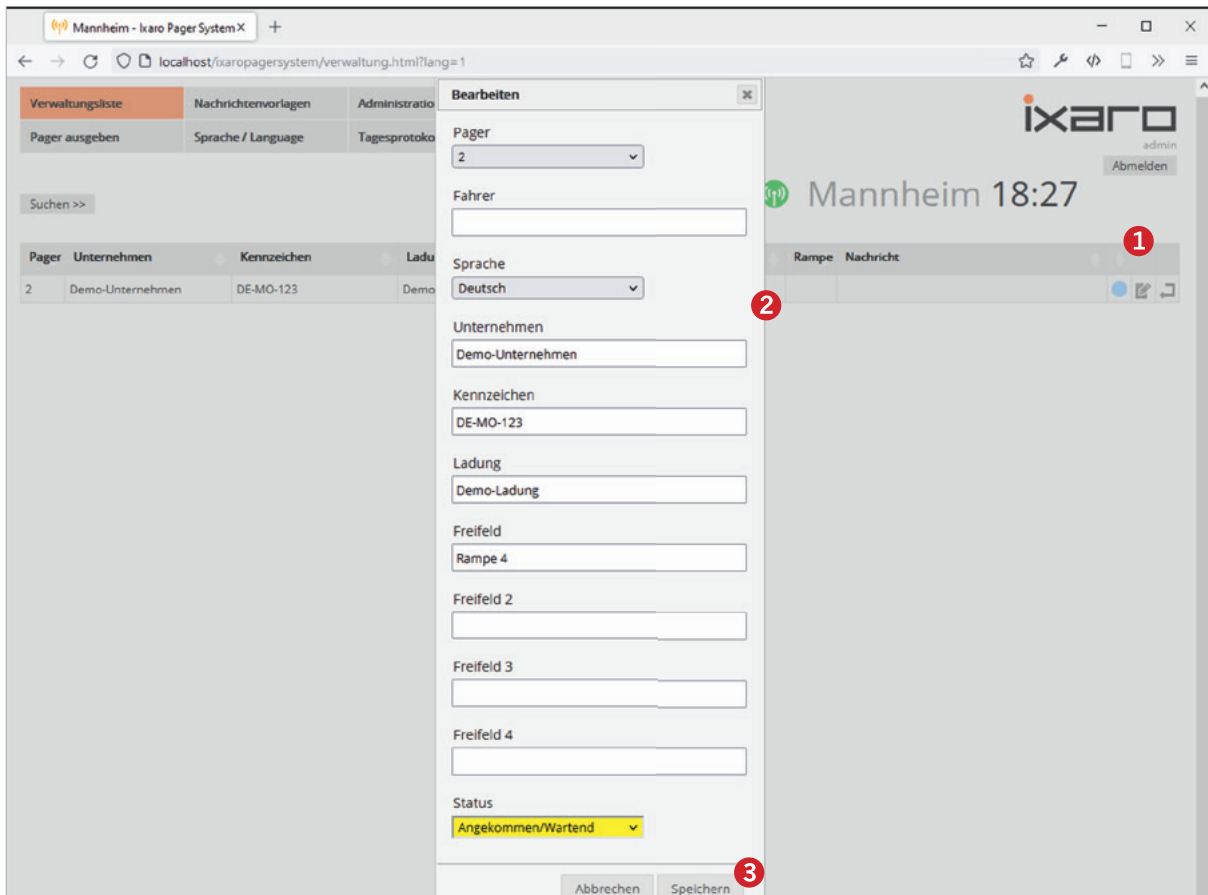 Mannheim - Ixaro Pager System
localhost/ixaropagersystem/verwaltung.html?lang=1
Verwaltungsliste Nachrichtenvorlagen Administratio
Pager ausgeben Sprache / Language Tagesprotoko
ixaro
admin
Abmelden
Suchen >>
Mannheim 18:27
Pager Unternehmen Kennzeichen Ladu Rampe Nachricht 1
2 Demo-Unternehmen DE-MO-123 Demo
Bearbeiten
Pager
2
Fahrer
Sprache
Deutsch
2
Unternehmen
Demo-Unternehmen
Kennzeichen
DE-MO-123
Ladung
Demo-Ladung
Freifeld
Rampe 4
Freifeld 2
Freifeld 3
Freifeld 4
Status
Angekommen/Wartend
Abbrechen Speichern 3